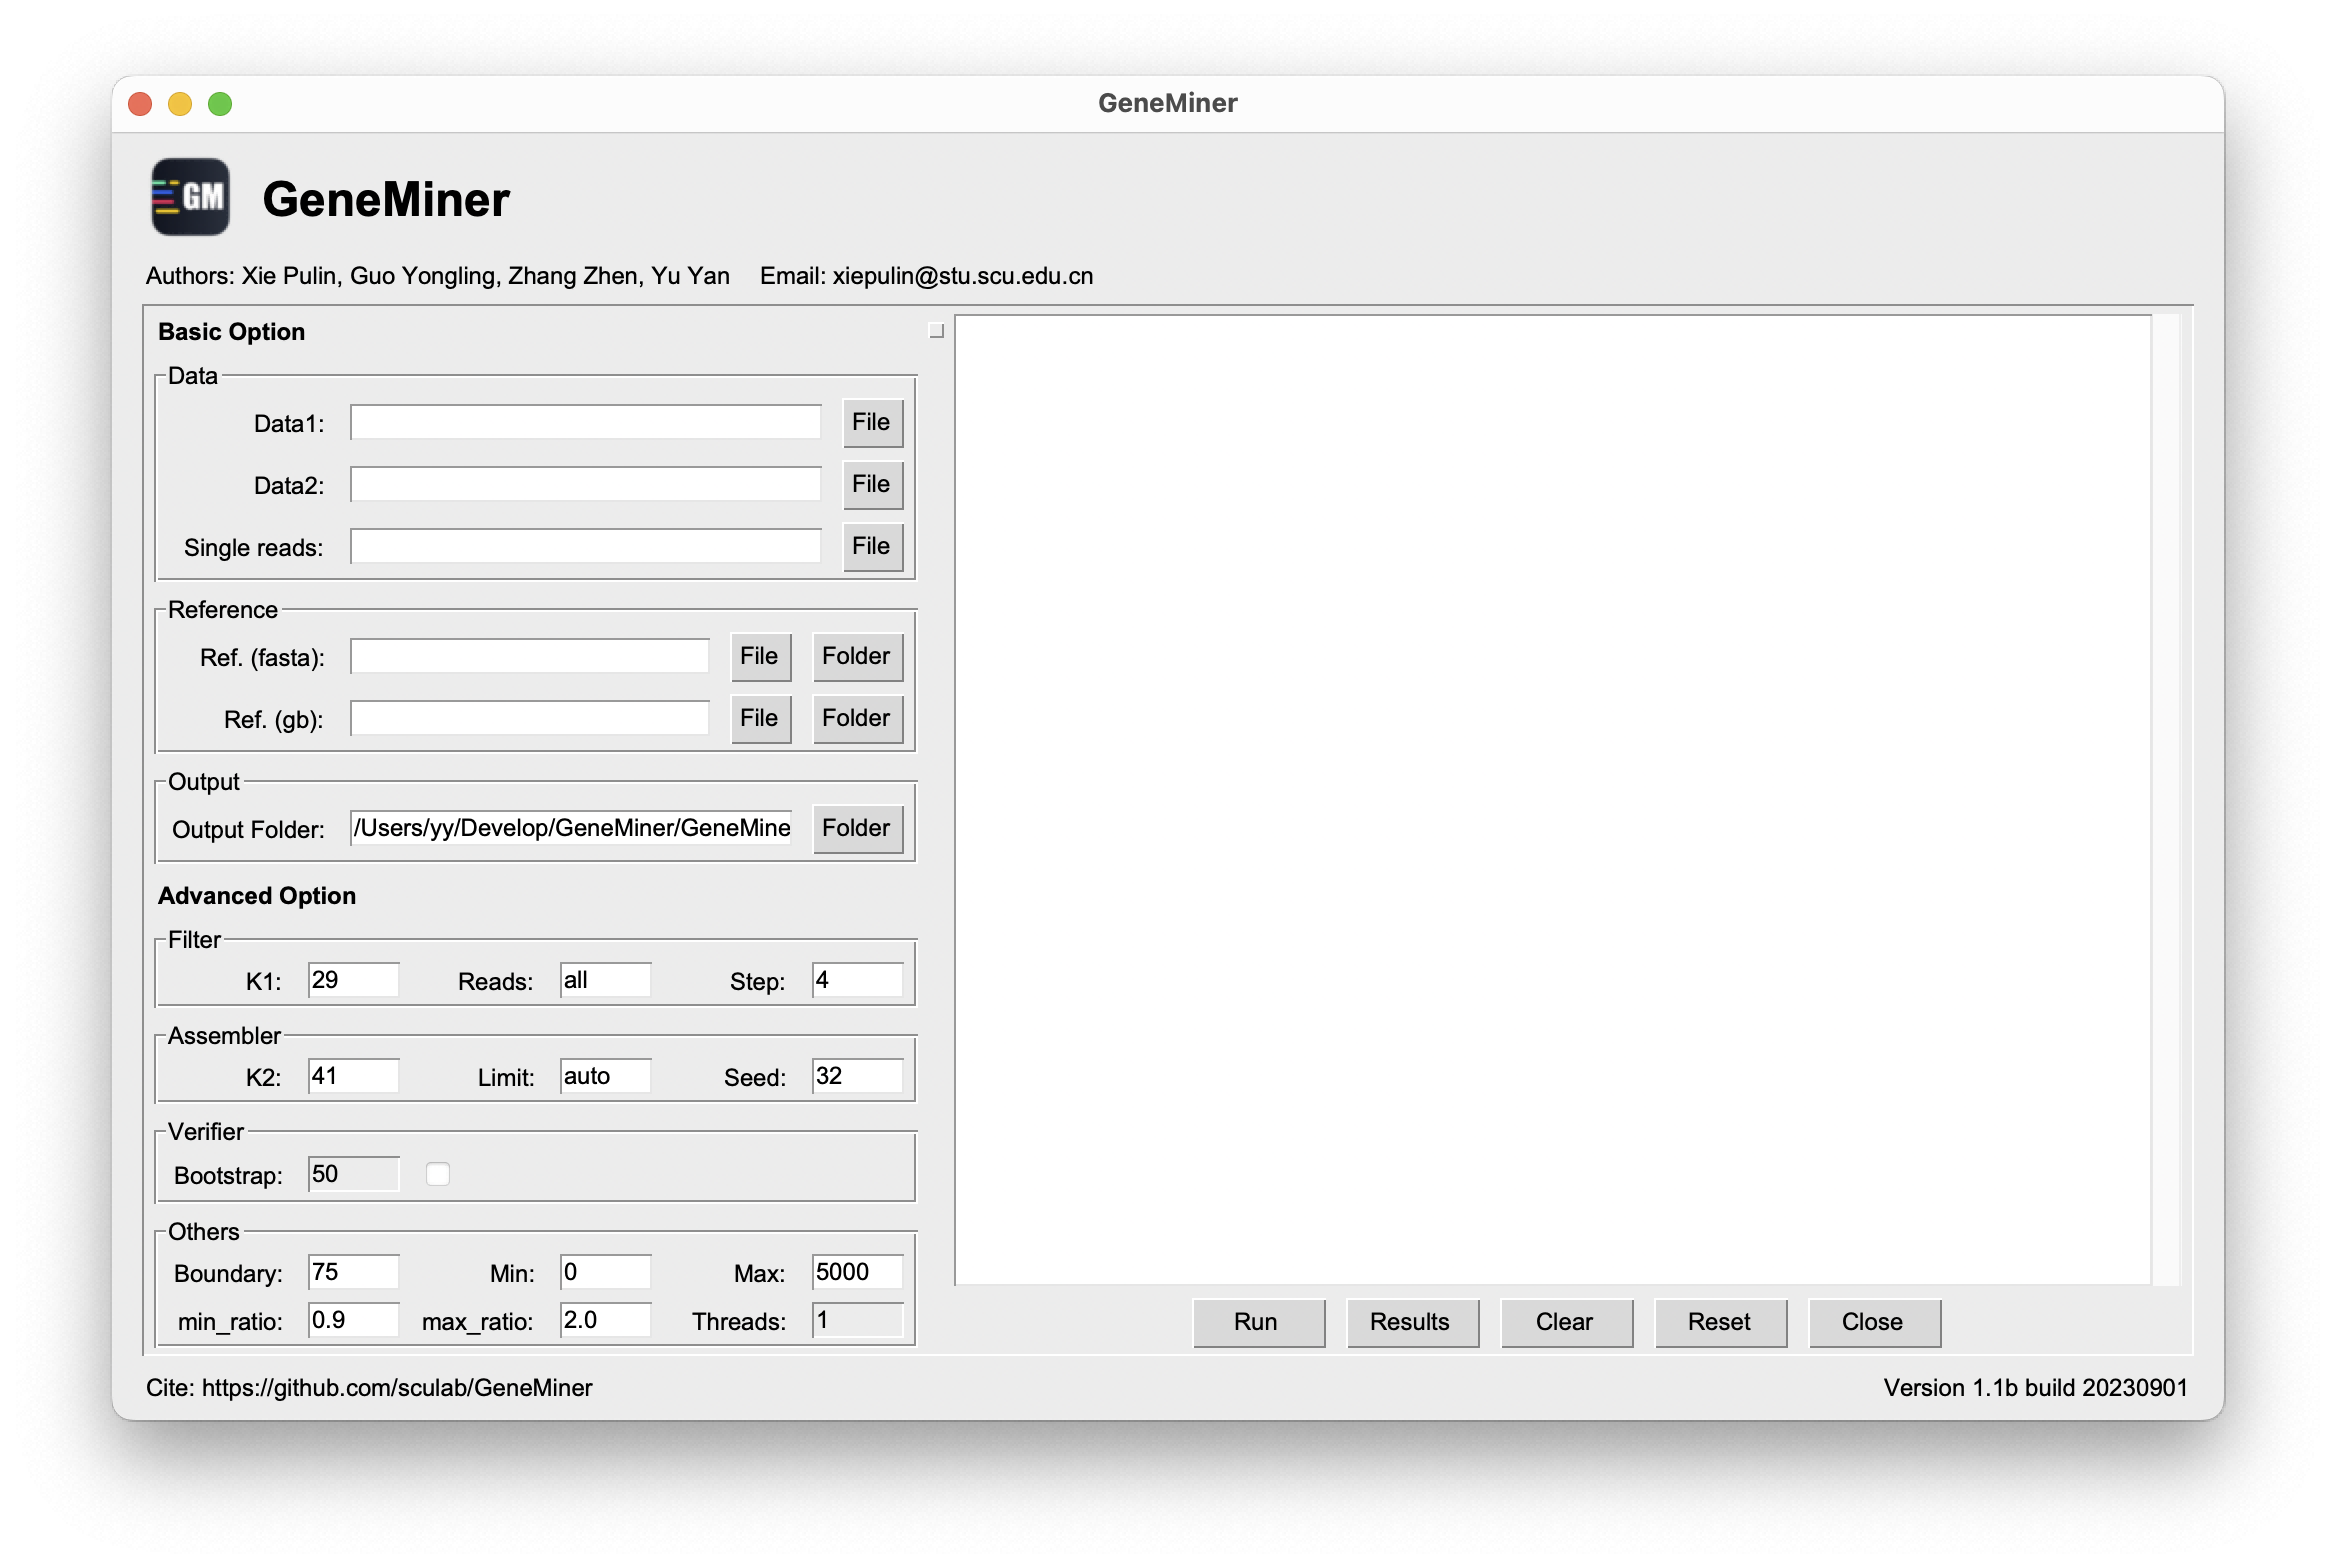 GeneMiner
GM
GeneMiner
Authors: Xie Pulin, Guo Yongling, Zhang Zhen, Yu Yan Email: xiepulin@stu.scu.edu.cn
Basic Option
Data
Data1: File
Data2: File
Single reads: File
Reference
Ref. (fasta): File Folder
Ref. (gb): File Folder
Output
Output Folder: /Users/yy/Develop/GeneMiner/GeneMine Folder
Advanced Option
Filter
K1: 29 Reads: all Step: 4
Assembler
K2: 41 Limit: auto Seed: 32
Verifier
Bootstrap: 50
Others
Boundary: 75 Min: 0 Max: 5000
min_ratio: 0.9 max_ratio: 2.0 Threads: 1
Run Results Clear Reset Close
Cite: https://github.com/sculab/GeneMiner
Version 1.1b build 20230901